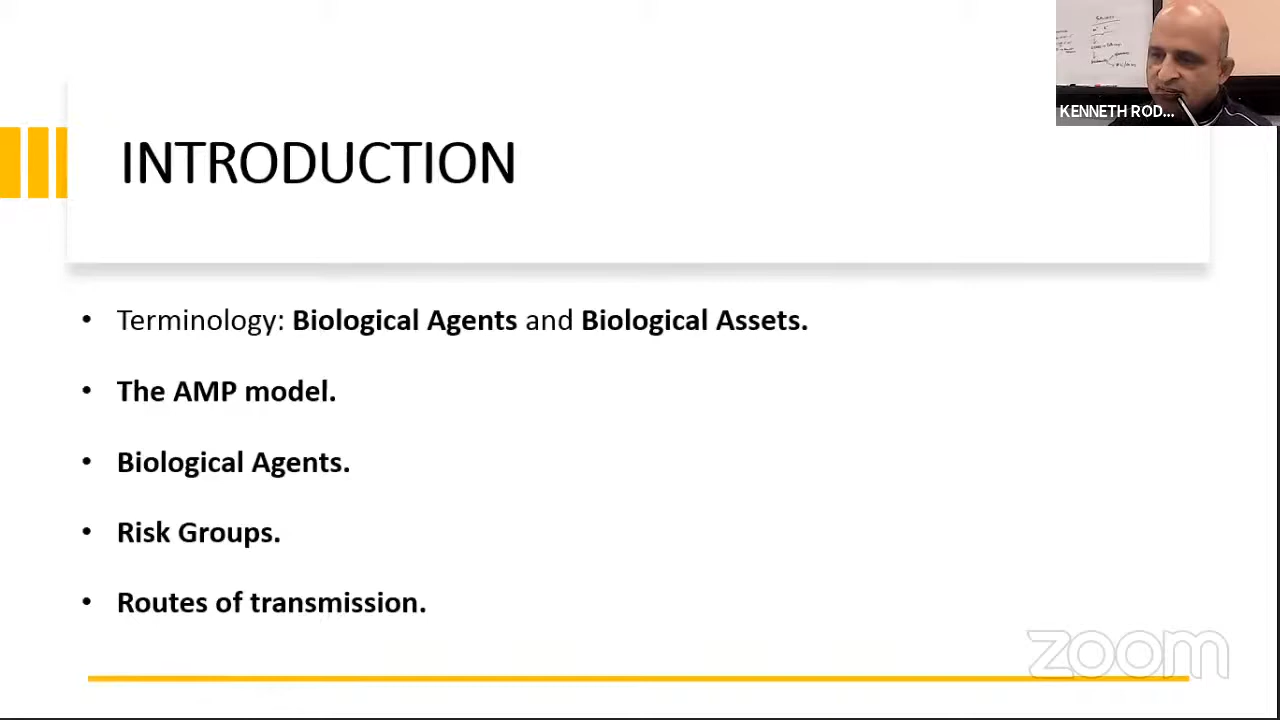 KENNETH ROD...
INTRODUCTION
• Terminology: Biological Agents and Biological Assets.
• The AMP model.
• Biological Agents.
• Risk Groups.
• Routes of transmission.
zoom